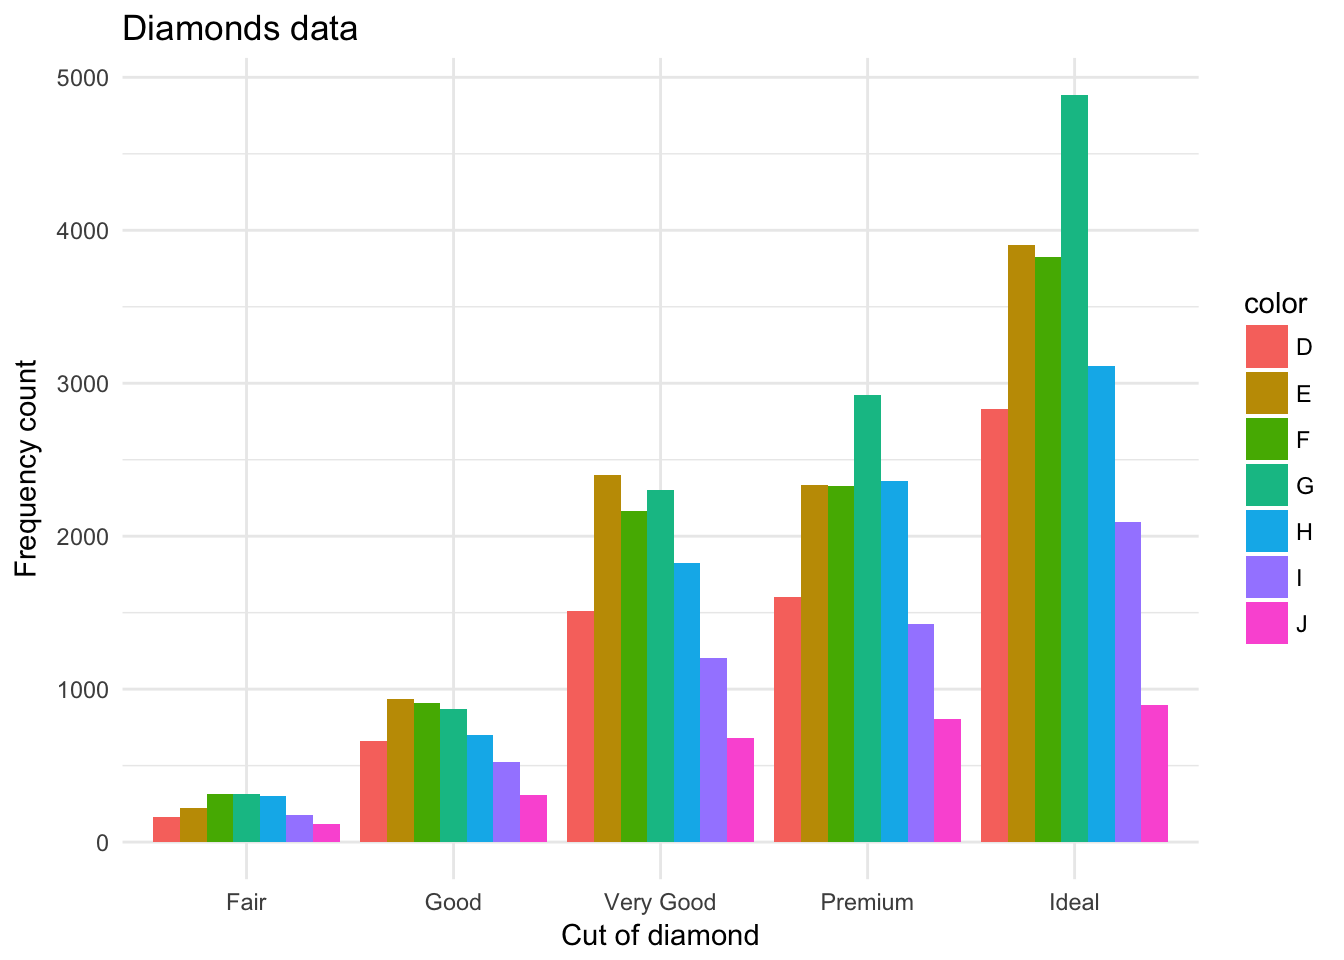 Diamonds data
5000
4000
3000
2000
1000
0
Frequency count
Fair Good Very Good Premium Ideal
Cut of diamond
color
D
E
F
G
H
I
J